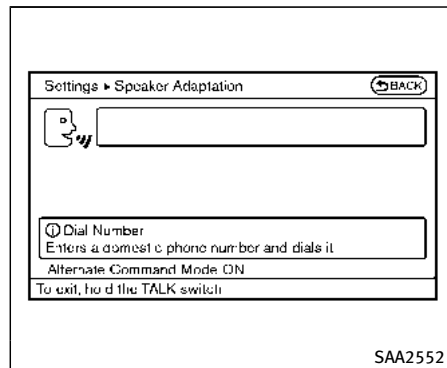 Settings ▸ Speaker Adaptation
BACK
Dial Number
Enters a domestic phone number and dials it
Alternate Command Mode ON
To exit, hold the TALK switch
SAA2552